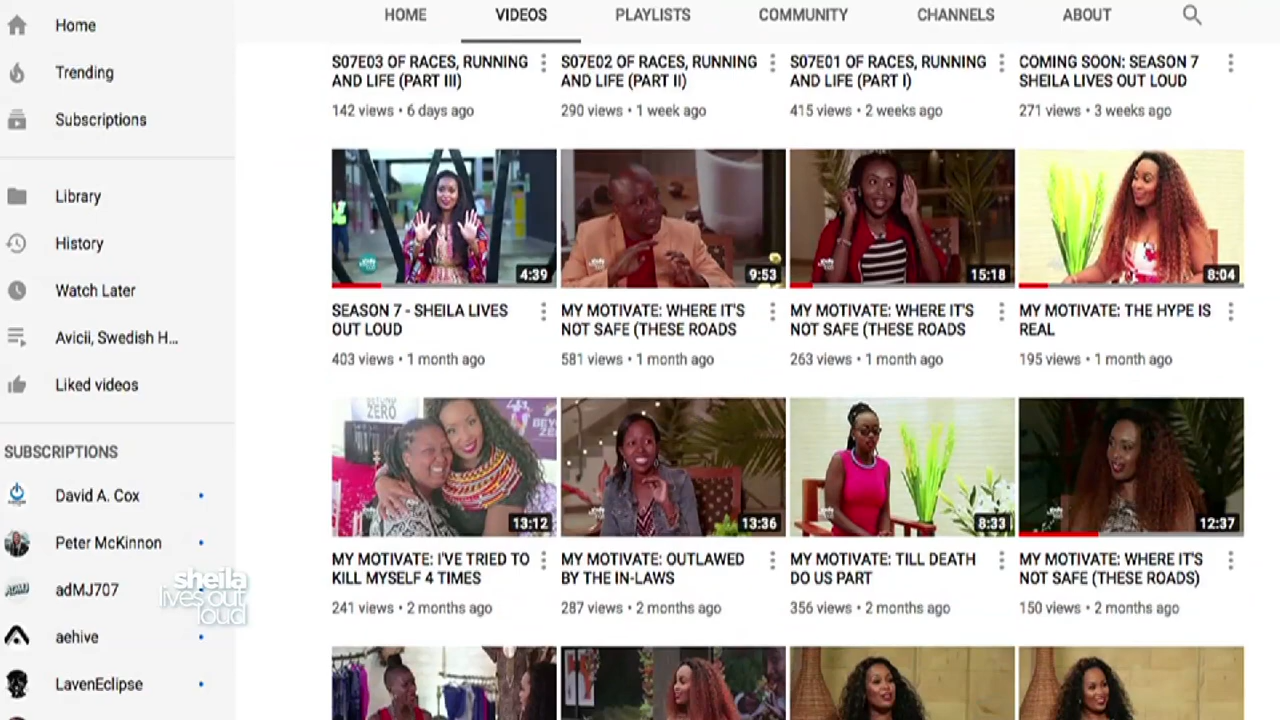 Home
Trending
Subscriptions
Library
History
Watch Later
Avicii, Swedish H...
Liked videos
SUBSCRIPTIONS
David A. Cox
Peter McKinnon
adMJ707
aehive
LavenEclipse
sheila
lives out
loud
HOME VIDEOS PLAYLISTS COMMUNITY CHANNELS ABOUT
S07E03 OF RACES, RUNNING
AND LIFE (PART III)
142 views • 6 days ago
S07E02 OF RACES, RUNNING
AND LIFE (PART II)
290 views • 1 week ago
S07E01 OF RACES, RUNNING
AND LIFE (PART I)
415 views • 2 weeks ago
COMING SOON: SEASON 7
SHEILA LIVES OUT LOUD
271 views • 3 weeks ago
4:39
SEASON 7 - SHEILA LIVES
OUT LOUD
403 views • 1 month ago
9:53
MY MOTIVATE: WHERE IT'S
NOT SAFE (THESE ROADS
581 views • 1 month ago
15:18
MY MOTIVATE: WHERE IT'S
NOT SAFE (THESE ROADS
263 views • 1 month ago
8:04
MY MOTIVATE: THE HYPE IS
REAL
195 views • 1 month ago
ZERO
13:12
MY MOTIVATE: I'VE TRIED TO
KILL MYSELF 4 TIMES
241 views • 2 months ago
13:36
MY MOTIVATE: OUTLAWED
BY THE IN-LAWS
287 views • 2 months ago
8:33
MY MOTIVATE: TILL DEATH
DO US PART
356 views • 2 months ago
12:37
MY MOTIVATE: WHERE IT'S
NOT SAFE (THESE ROADS)
150 views • 2 months ago